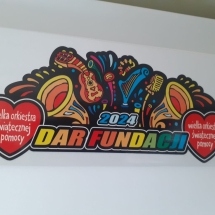 2024
DAR FUNDACJI
wielka orkiestra
świątecznej
pomocy
wielka orkiestra
świątecznej
pomocy